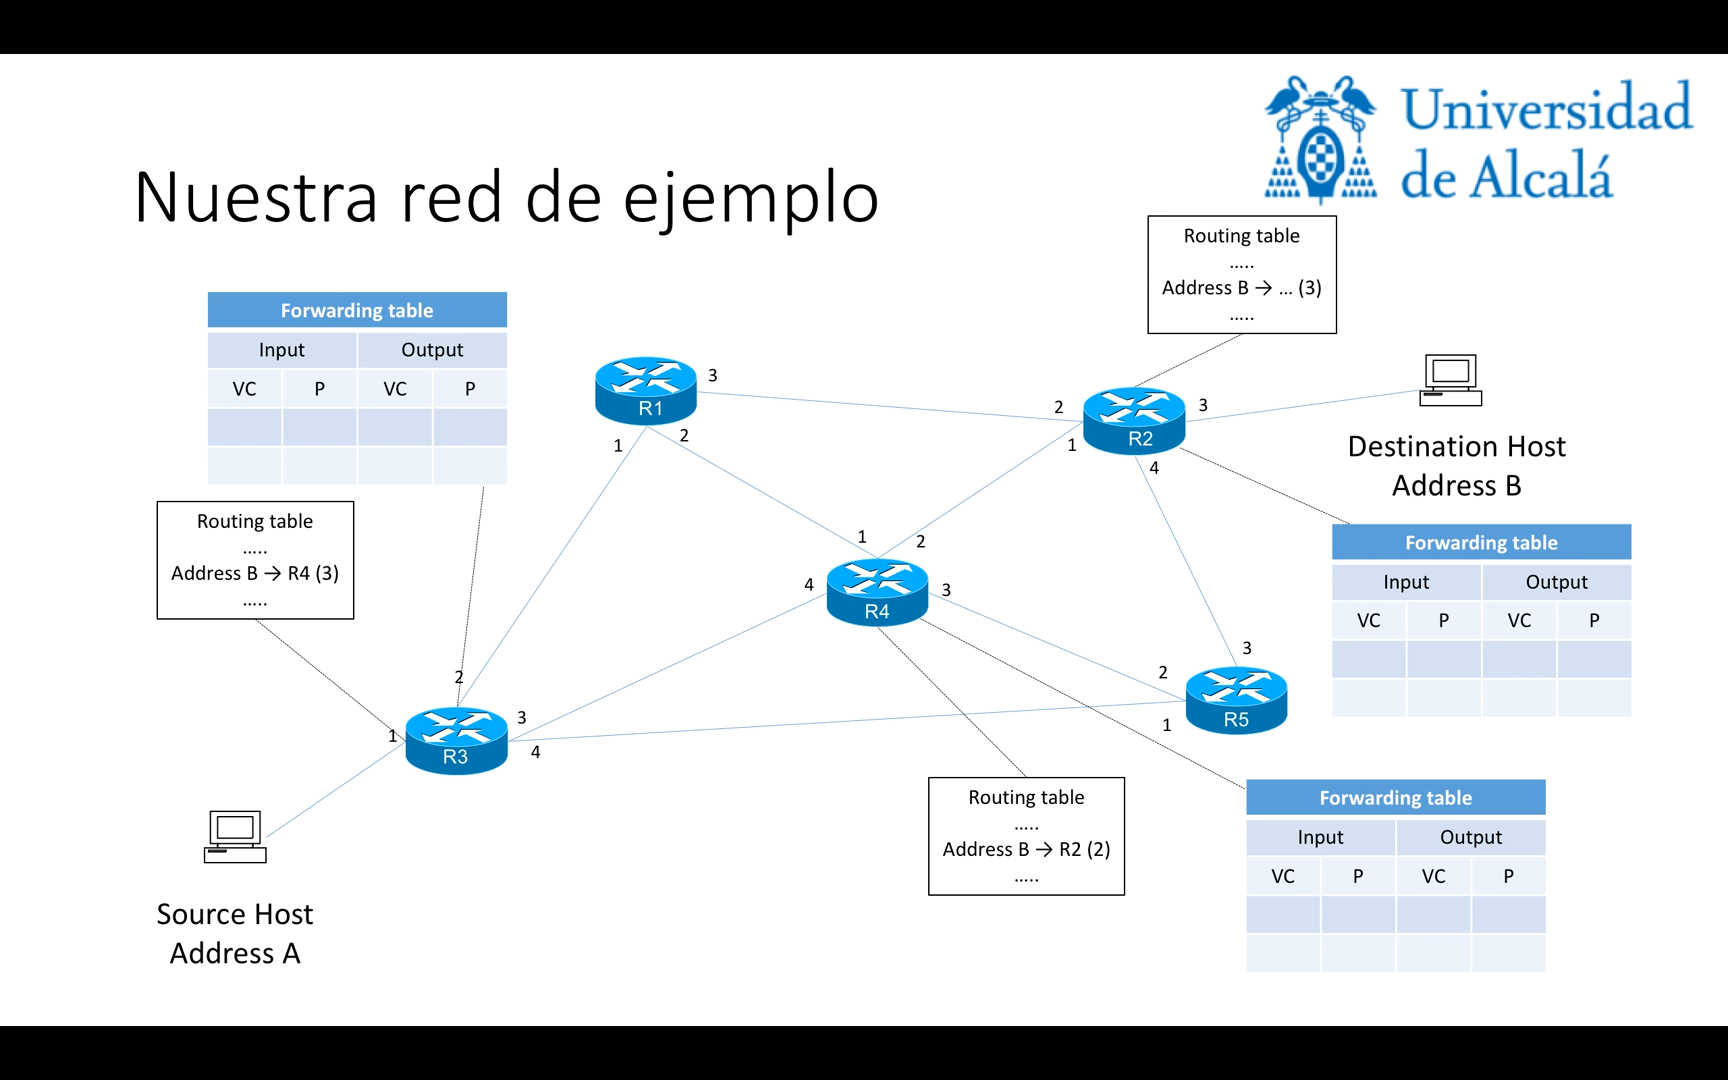 Universidad
de Alcalá
Nuestra red de ejemplo
Routing table
.....
Address B → ... (3)
.....
Forwarding table
Input Output
VC P VC P
R1
3
1
2
2
1
R2
3
4
Destination Host
Address B
Routing table
.....
Address B → R4 (3)
.....
Forwarding table
Input Output
VC P VC P
1
2
4
R4
3
2
1
R3
3
4
2
1
R5
3
Routing table
.....
Address B → R2 (2)
.....
Forwarding table
Input Output
VC P VC P
Source Host
Address A